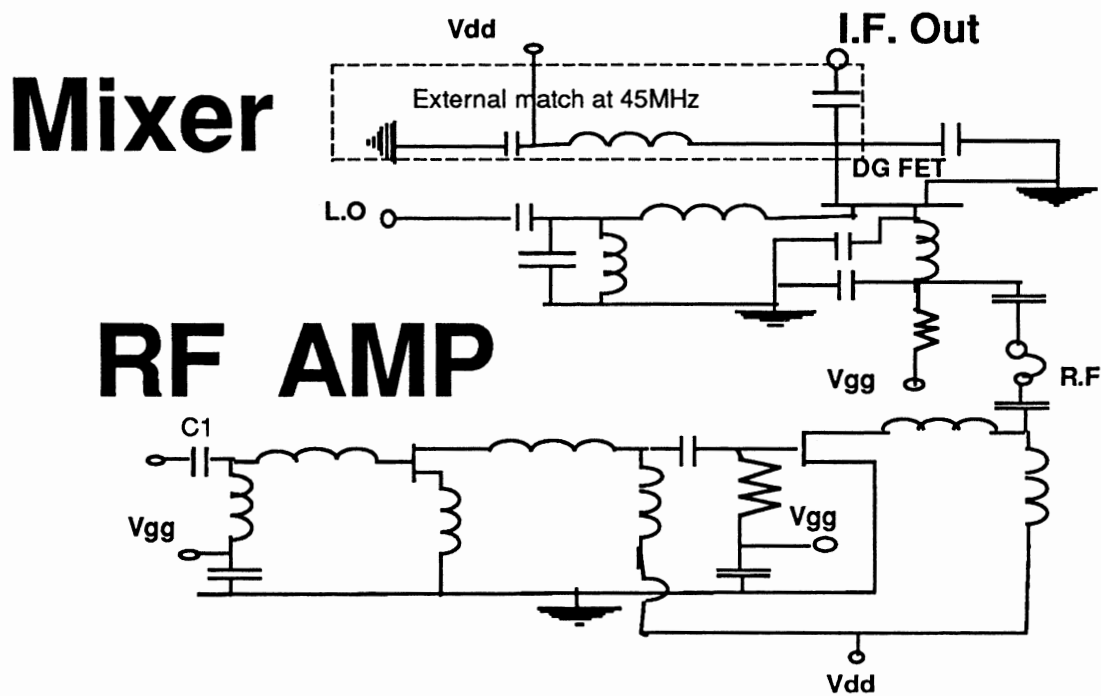 Vdd
I.F. Out
Mixer
External match at 45MHz
DG FET
L.O
RF AMP
Vgg
R.F
C1
Vgg
Vgg
Vdd